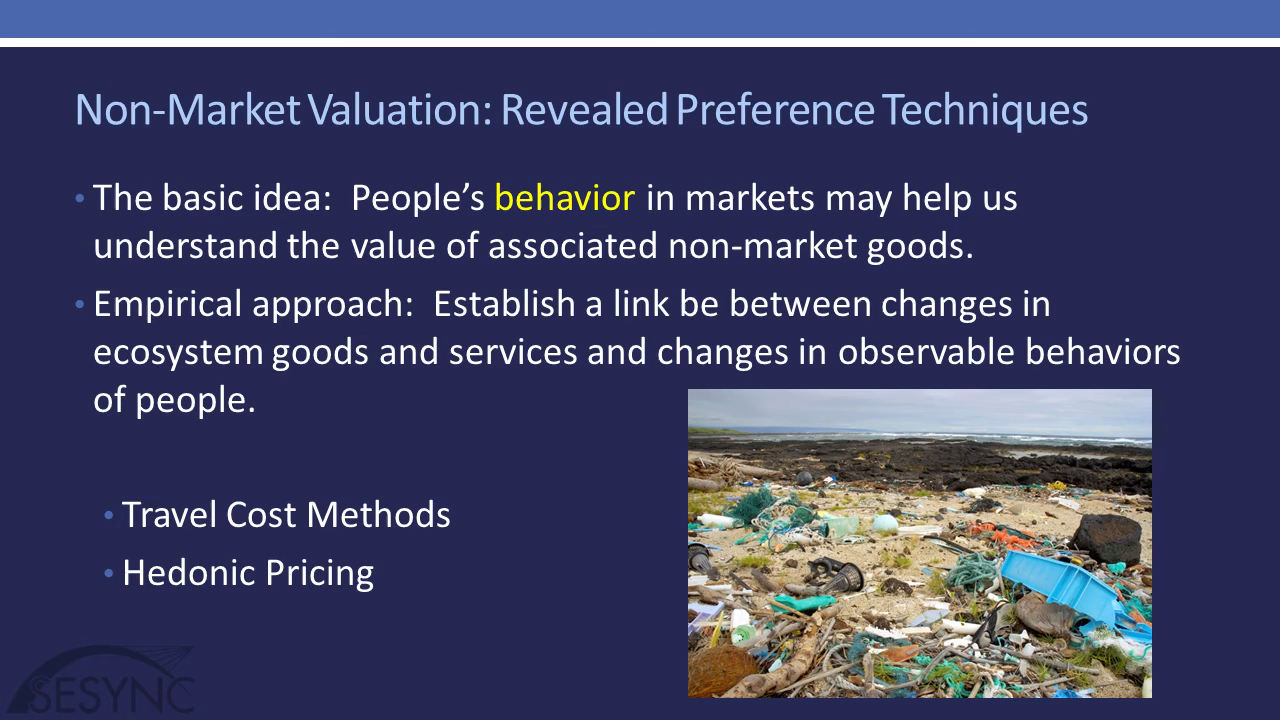 Non-Market Valuation: Revealed Preference Techniques
• The basic idea:  People’s behavior in markets may help us
understand the value of associated non-market goods.
• Empirical approach:  Establish a link be between changes in
ecosystem goods and services and changes in observable behaviors
of people.
• Travel Cost Methods
• Hedonic Pricing
SESYNC